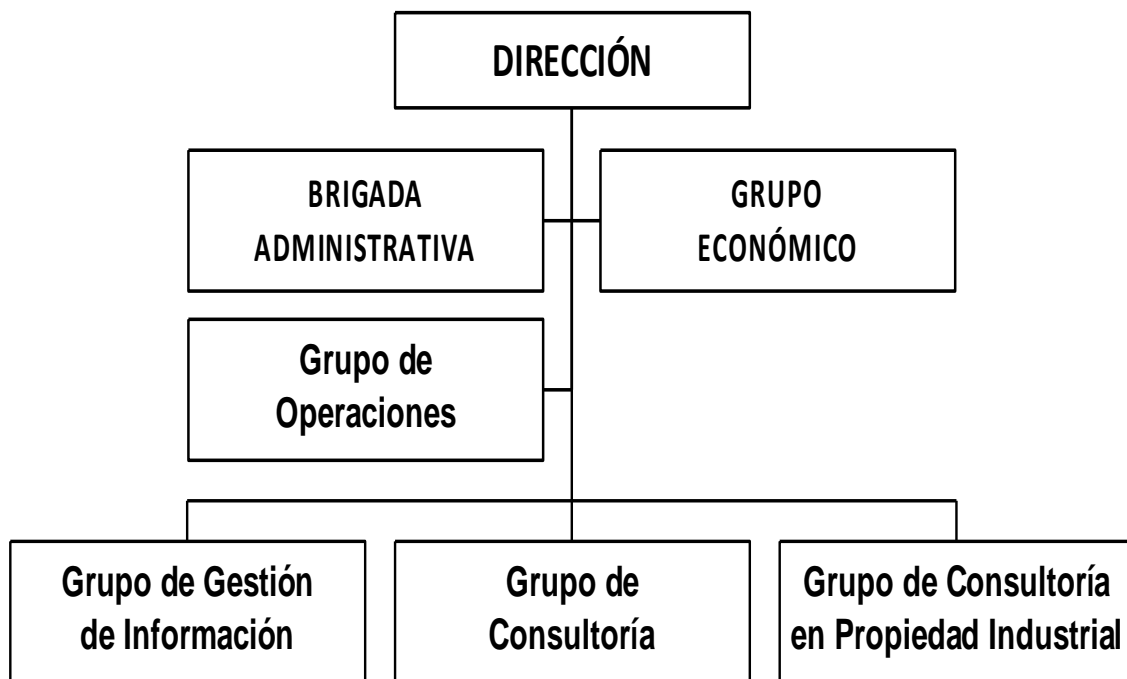 DIRECCIÓN
BRIGADA
ADMINISTRATIVA
GRUPO
ECONÓMICO
Grupo de
Operaciones
Grupo de Gestión
de Información
Grupo de
Consultoría
Grupo de Consultoría
en Propiedad Industrial